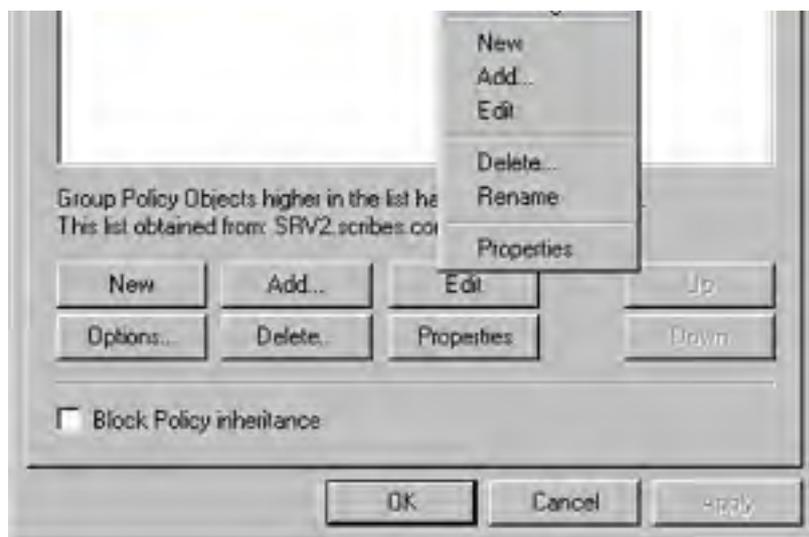 New
Add...
Edit
Delete...
Rename
Properties
Group Policy Objects higher in the list ha
This list obtained from: SRV2.scribes.co
New Add... Edit Up
Options... Delete... Properties Down
Block Policy inheritance
OK Cancel Apply